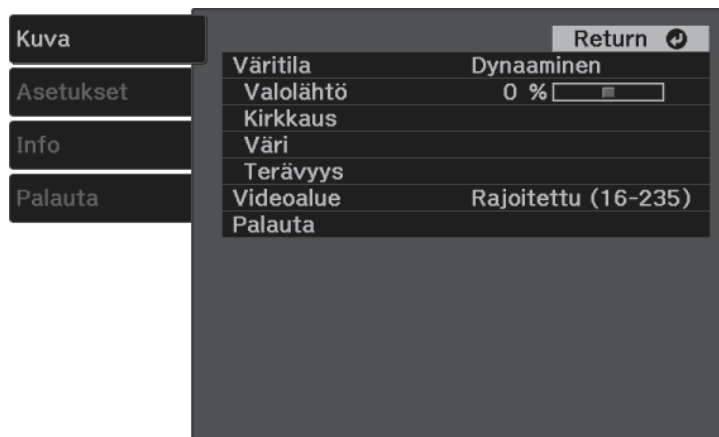 Kuva
Asetukset
Info
Palauta
Return
Väritila Dynaaminen
Valolähtö 0 %
Kirkkaus
Väri
Terävyys
Videoalue Rajoitettu (16-235)
Palauta